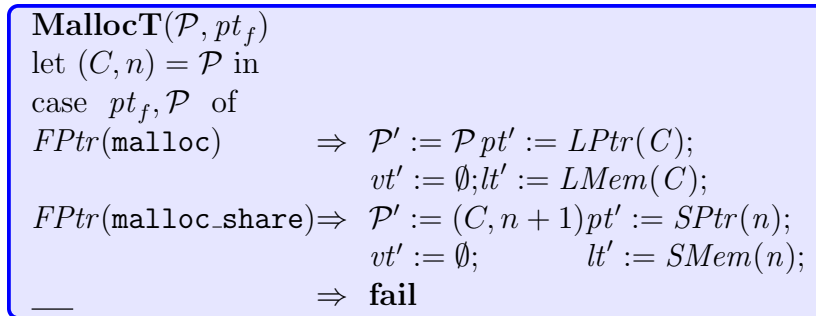 MallocT(𝒫, pt_f)
let (C, n) = 𝒫 in
case pt_f, 𝒫 of
FPtr(malloc) ⇒ 𝒫′ := 𝒫 pt′ := LPtr(C);
vt′ := ∅; lt′ := LMem(C);
FPtr(malloc_share) ⇒ 𝒫′ := (C, n + 1) pt′ := SPtr(n);
vt′ := ∅; lt′ := SMem(n);
__ ⇒ fail